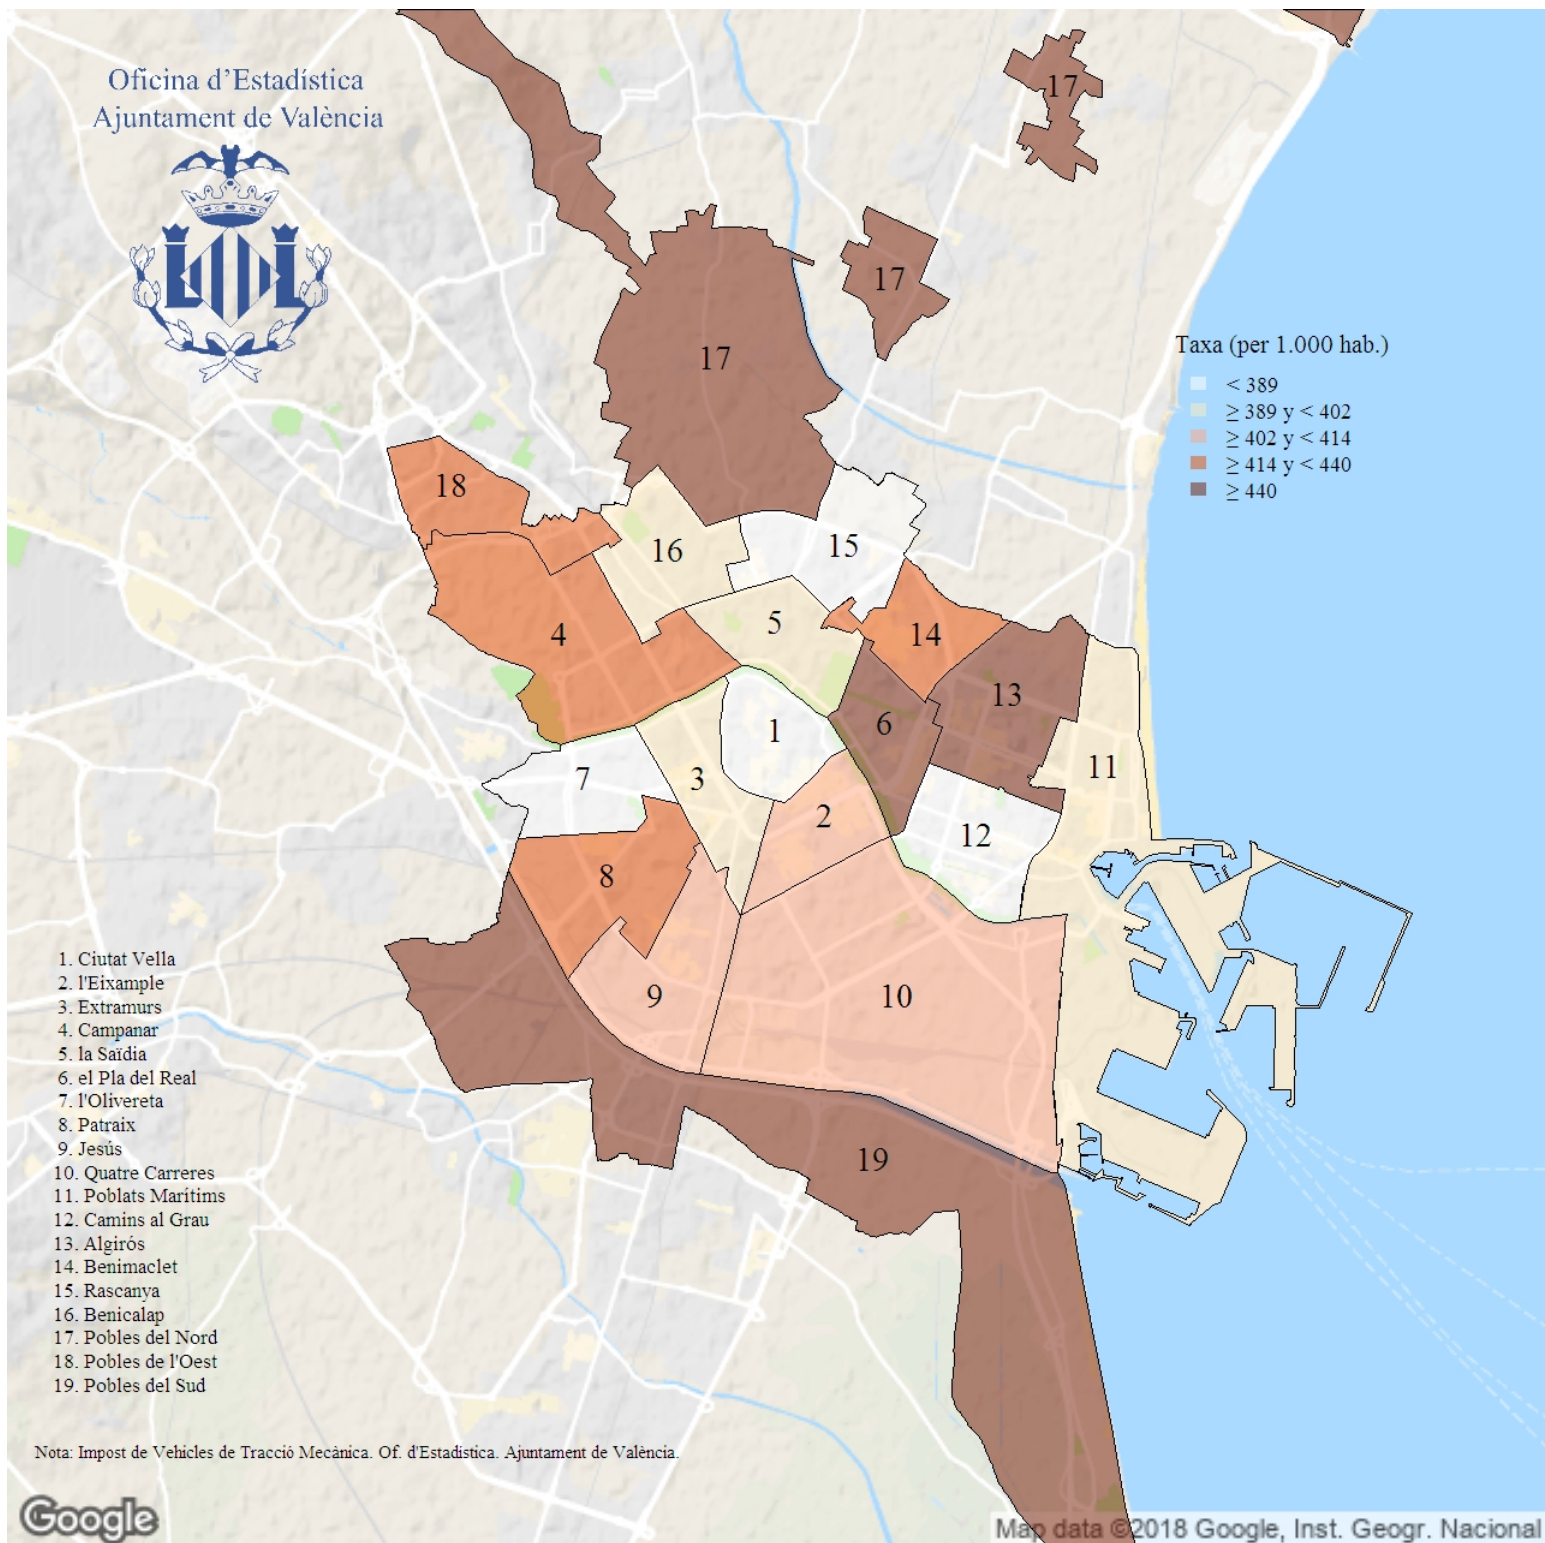 Oficina d'Estadística
Ajuntament de València
17
17
17
Taxa (per 1.000 hab.)
< 389
≥ 389 y < 402
≥ 402 y < 414
≥ 414 y < 440
≥ 440
18
16
15
4
5
14
13
6
1
7
3
11
2
12
8
9
10
19
1. Ciutat Vella
2. l'Eixample
3. Extramurs
4. Campanar
5. la Saïdia
6. el Pla del Real
7. l'Olivereta
8. Patraix
9. Jesús
10. Quatre Carreres
11. Poblats Marítims
12. Camins al Grau
13. Algirós
14. Benimaclet
15. Rascanya
16. Benicalap
17. Pobles del Nord
18. Pobles de l'Oest
19. Pobles del Sud
Nota: Impost de Vehicles de Tracció Mecànica. Of. d'Estadística. Ajuntament de València.
Google
Map data ©2018 Google, Inst. Geogr. Nacional